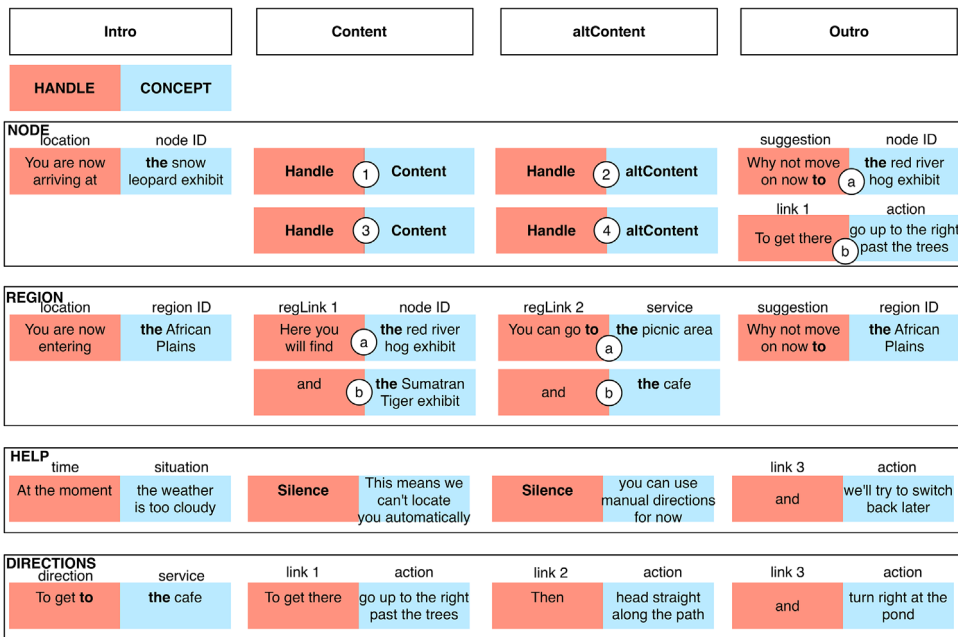 Intro
Content
altContent
Outro
HANDLE
CONCEPT
NODE
location
node ID
You are now
arriving at
the snow
leopard exhibit
Handle
1
Content
Handle
2
altContent
suggestion
node ID
Why not move
on now to
a
the red river
hog exhibit
Handle
3
Content
Handle
4
altContent
link 1
action
To get there
b
go up to the right
past the trees
REGION
location
region ID
You are now
entering
the African
Plains
regLink 1
node ID
Here you
will find
a
the red river
hog exhibit
and
b
the Sumatran
Tiger exhibit
regLink 2
service
You can go to
a
the picnic area
and
b
the cafe
suggestion
region ID
Why not move
on now to
the African
Plains
HELP
time
situation
At the moment
the weather
is too cloudy
Silence
This means we
can't locate
you automatically
Silence
you can use
manual directions
for now
link 3
action
and
we'll try to switch
back later
DIRECTIONS
direction
service
To get to
the cafe
link 1
action
To get there
go up to the right
past the trees
link 2
action
Then
head straight
along the path
link 3
action
and
turn right at the
pond